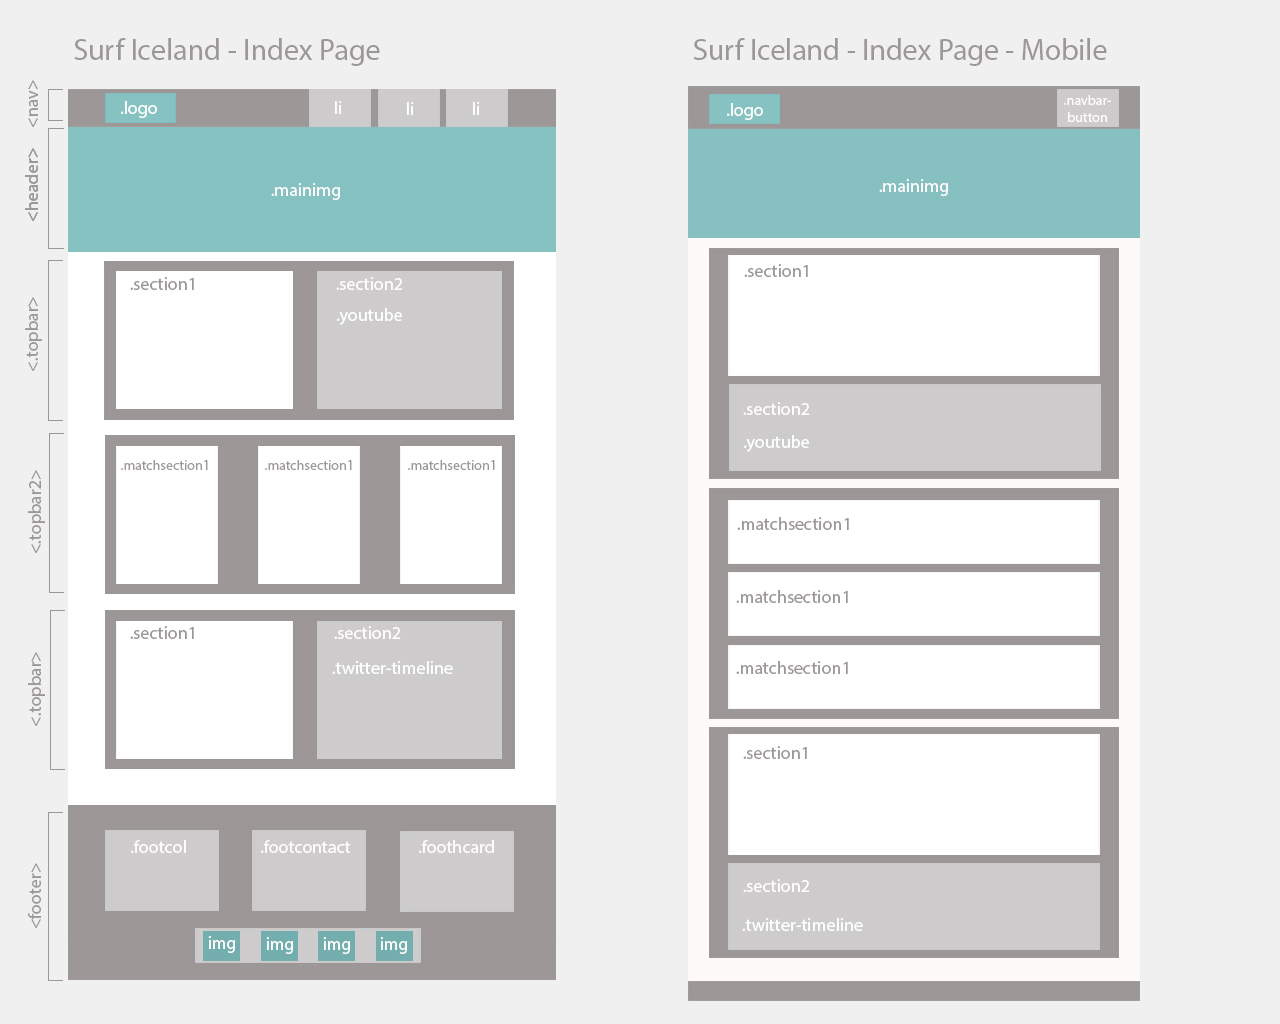 Surf Iceland - Index Page
<nav>
.logo
li
li
li
<header>
.mainimg
<.topbar>
.section1
.section2
.youtube
<.topbar2>
.matchsection1
.matchsection1
.matchsection1
<.topbar>
.section1
.section2
.twitter-timeline
<footer>
.footcol
.footcontact
.foothcard
img
img
img
img
Surf Iceland - Index Page - Mobile
.logo
.navbar-
button
.mainimg
.section1
.section2
.youtube
.matchsection1
.matchsection1
.matchsection1
.section1
.section2
.twitter-timeline